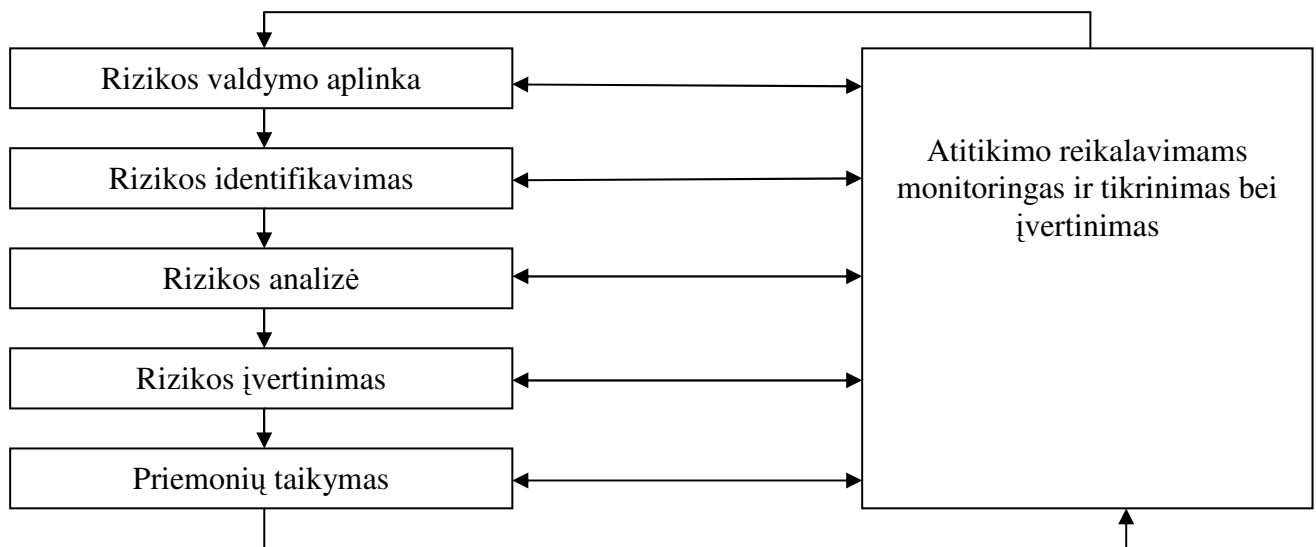 Rizikos valdymo aplinka
Rizikos identifikavimas
Rizikos analizė
Rizikos įvertinimas
Priemonių taikymas
Atitikimo reikalavimams
monitoringas ir tikrinimas bei
įvertinimas